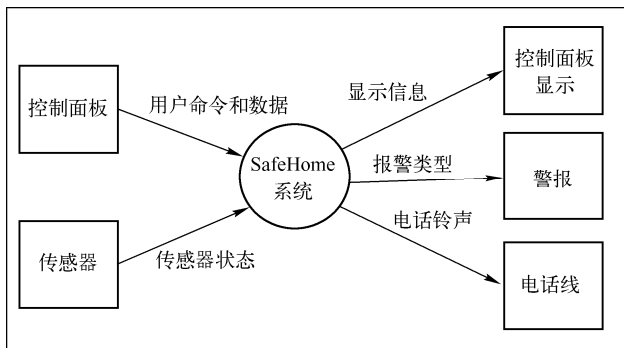 控制面板
用户命令和数据
传感器
传感器状态
SafeHome
系统
显示信息
控制面板
显示
报警类型
警报
电话铃声
电话线